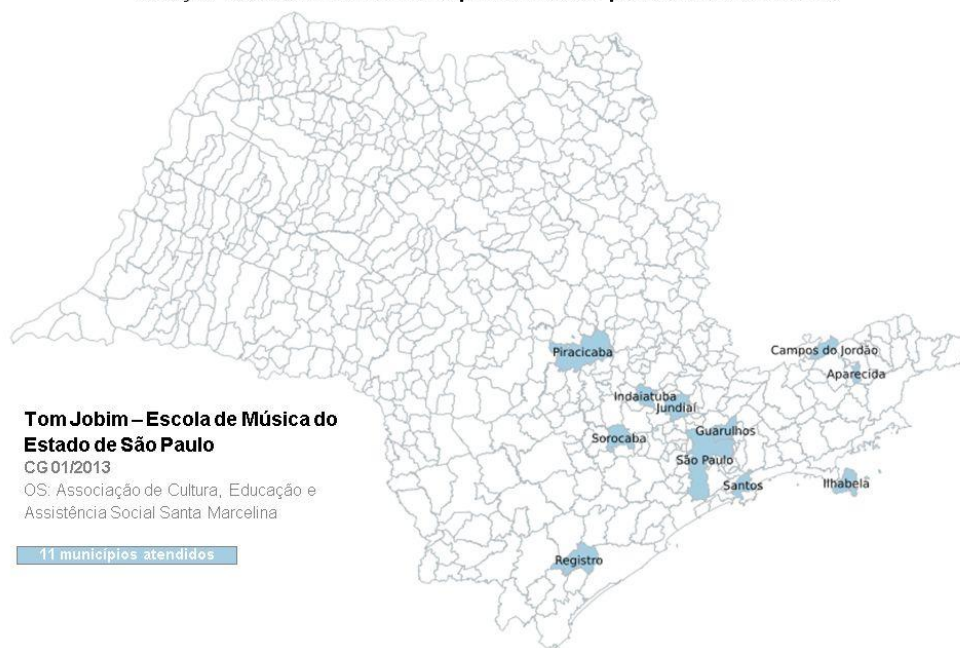 Piracicaba
Campos do Jordão
Aparecida
Indaiatuba
Jundiaí
Sorocaba
Guarulhos
São Paulo
Santos
Ilhabela
Registro
Tom Jobim – Escola de Música do
Estado de São Paulo
CG 01/2013
OS: Associação de Cultura, Educação e
Assistência Social Santa Marcelina
11 municípios atendidos